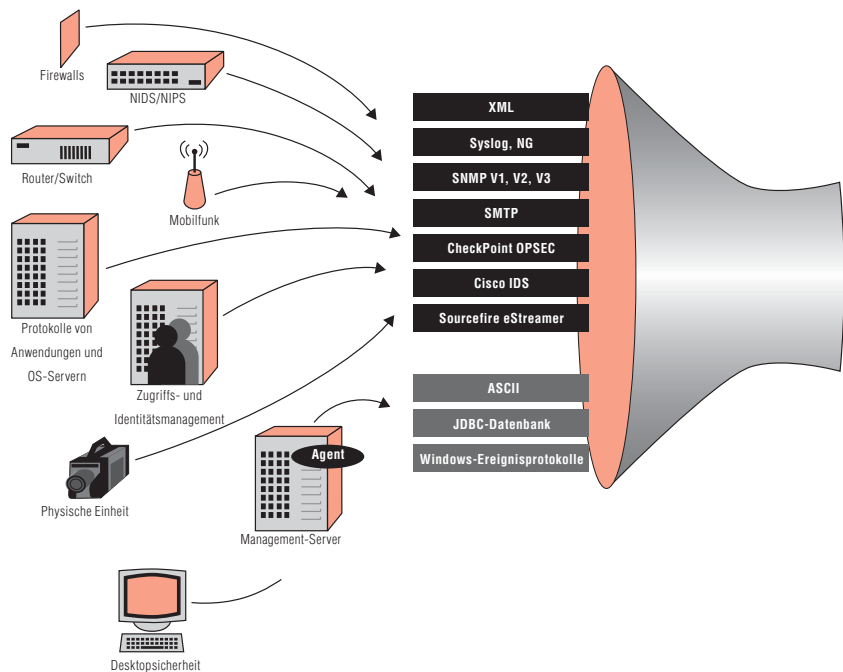 Firewalls
NIDS/NIPS
Router/Switch
Mobilfunk
Protokolle von
Anwendungen und
OS-Servern
Zugriffs- und
Identitätsmanagement
Agent
Physische Einheit
Management-Server
Desktopsicherheit
XML
Syslog, NG
SNMP V1, V2, V3
SMTP
CheckPoint OPSEC
Cisco IDS
Sourcefire eStreamer
ASCII
JDBC-Datenbank
Windows-Ereignisprotokolle